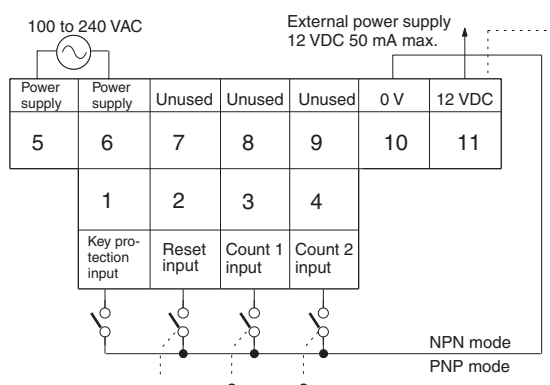 100 to 240 VAC
External power supply
12 VDC 50 mA max.
Power supply
Power supply
Unused
Unused
Unused
0 V
12 VDC
5
6
7
8
9
10
11
1
2
3
4
Key pro-
tection
input
Reset
input
Count 1
input
Count 2
input
NPN mode
PNP mode